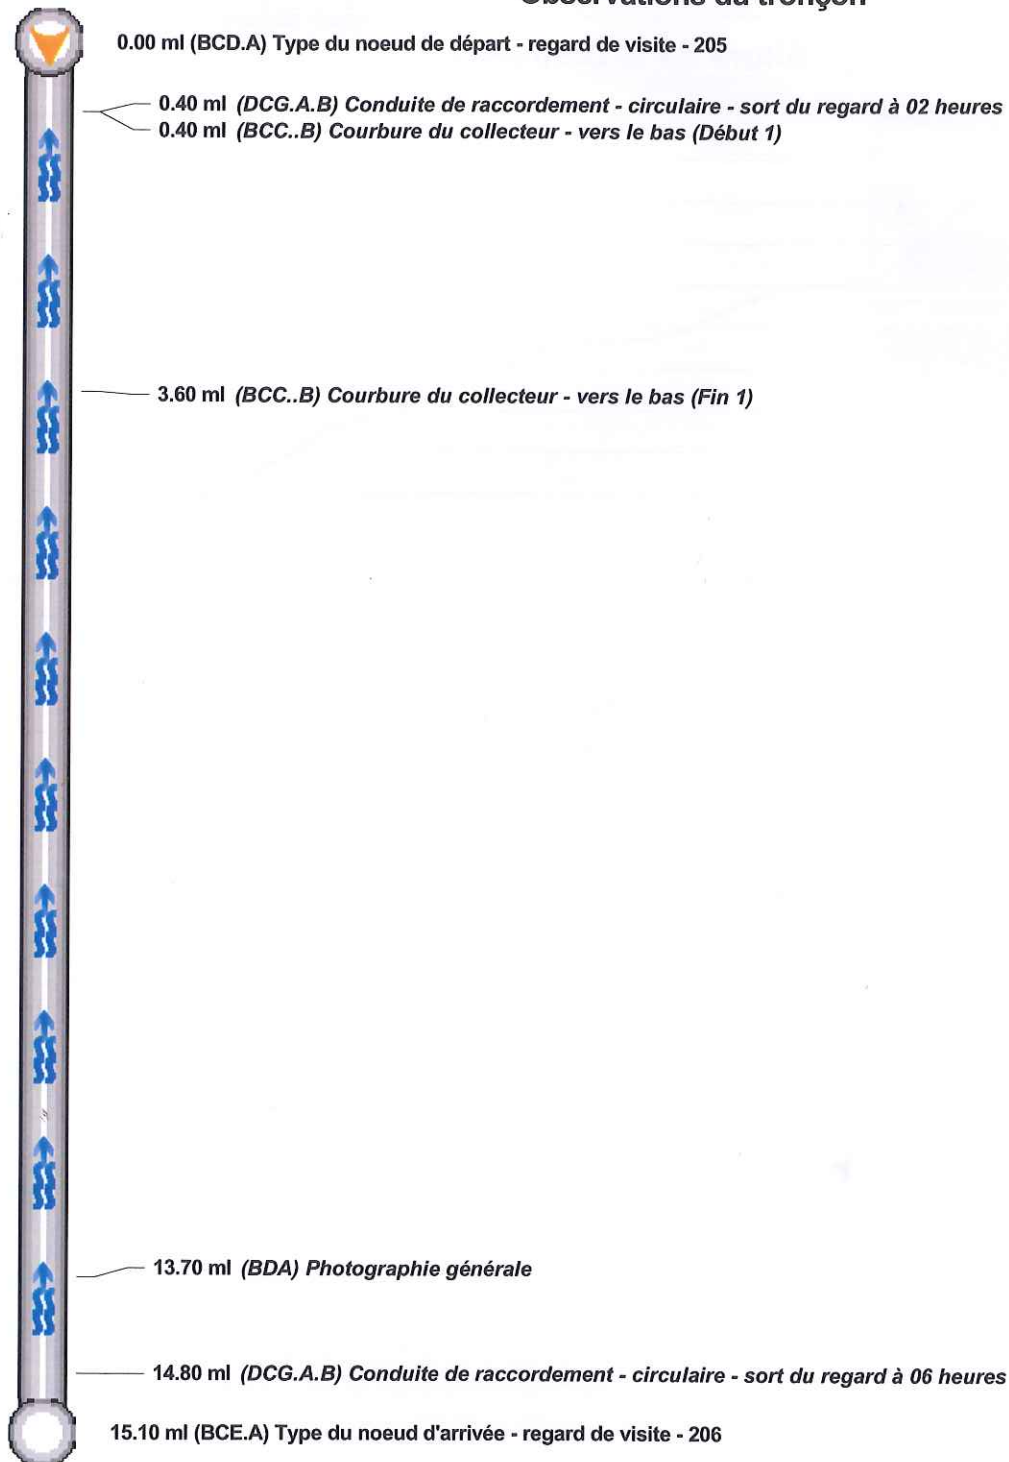 Observations du tronçon
0.00 ml (BCD.A) Type du noeud de départ - regard de visite - 205
0.40 ml (DCG.A.B) Conduite de raccordement - circulaire - sort du regard à 02 heures
0.40 ml (BCC..B) Courbure du collecteur - vers le bas (Début 1)
3.60 ml (BCC..B) Courbure du collecteur - vers le bas (Fin 1)
13.70 ml (BDA) Photographie générale
14.80 ml (DCG.A.B) Conduite de raccordement - circulaire - sort du regard à 06 heures
15.10 ml (BCE.A) Type du noeud d'arrivée - regard de visite - 206